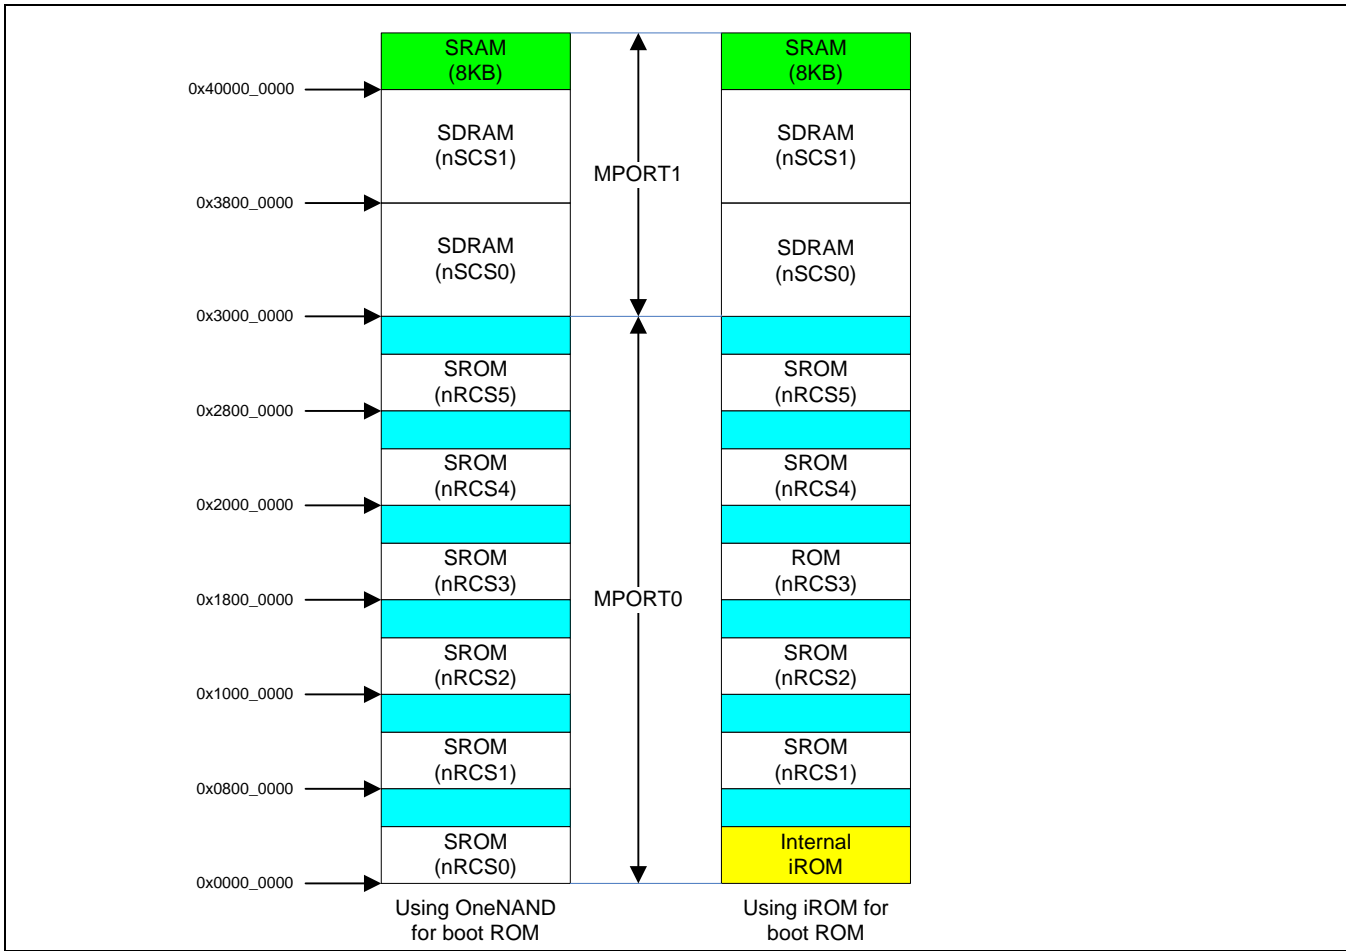 SRAM
(8KB)
SRAM
(8KB)
0x40000_0000
SDRAM
(nSCS1)
SDRAM
(nSCS1)
MPORT1
0x3800_0000
SDRAM
(nSCS0)
SDRAM
(nSCS0)
0x3000_0000
SROM
(nRCS5)
SROM
(nRCS5)
0x2800_0000
SROM
(nRCS4)
SROM
(nRCS4)
0x2000_0000
SROM
(nRCS3)
ROM
(nRCS3)
0x1800_0000
MPORT0
SROM
(nRCS2)
SROM
(nRCS2)
0x1000_0000
SROM
(nRCS1)
SROM
(nRCS1)
0x0800_0000
SROM
(nRCS0)
Internal
iROM
0x0000_0000
Using OneNAND
for boot ROM
Using iROM for
boot ROM